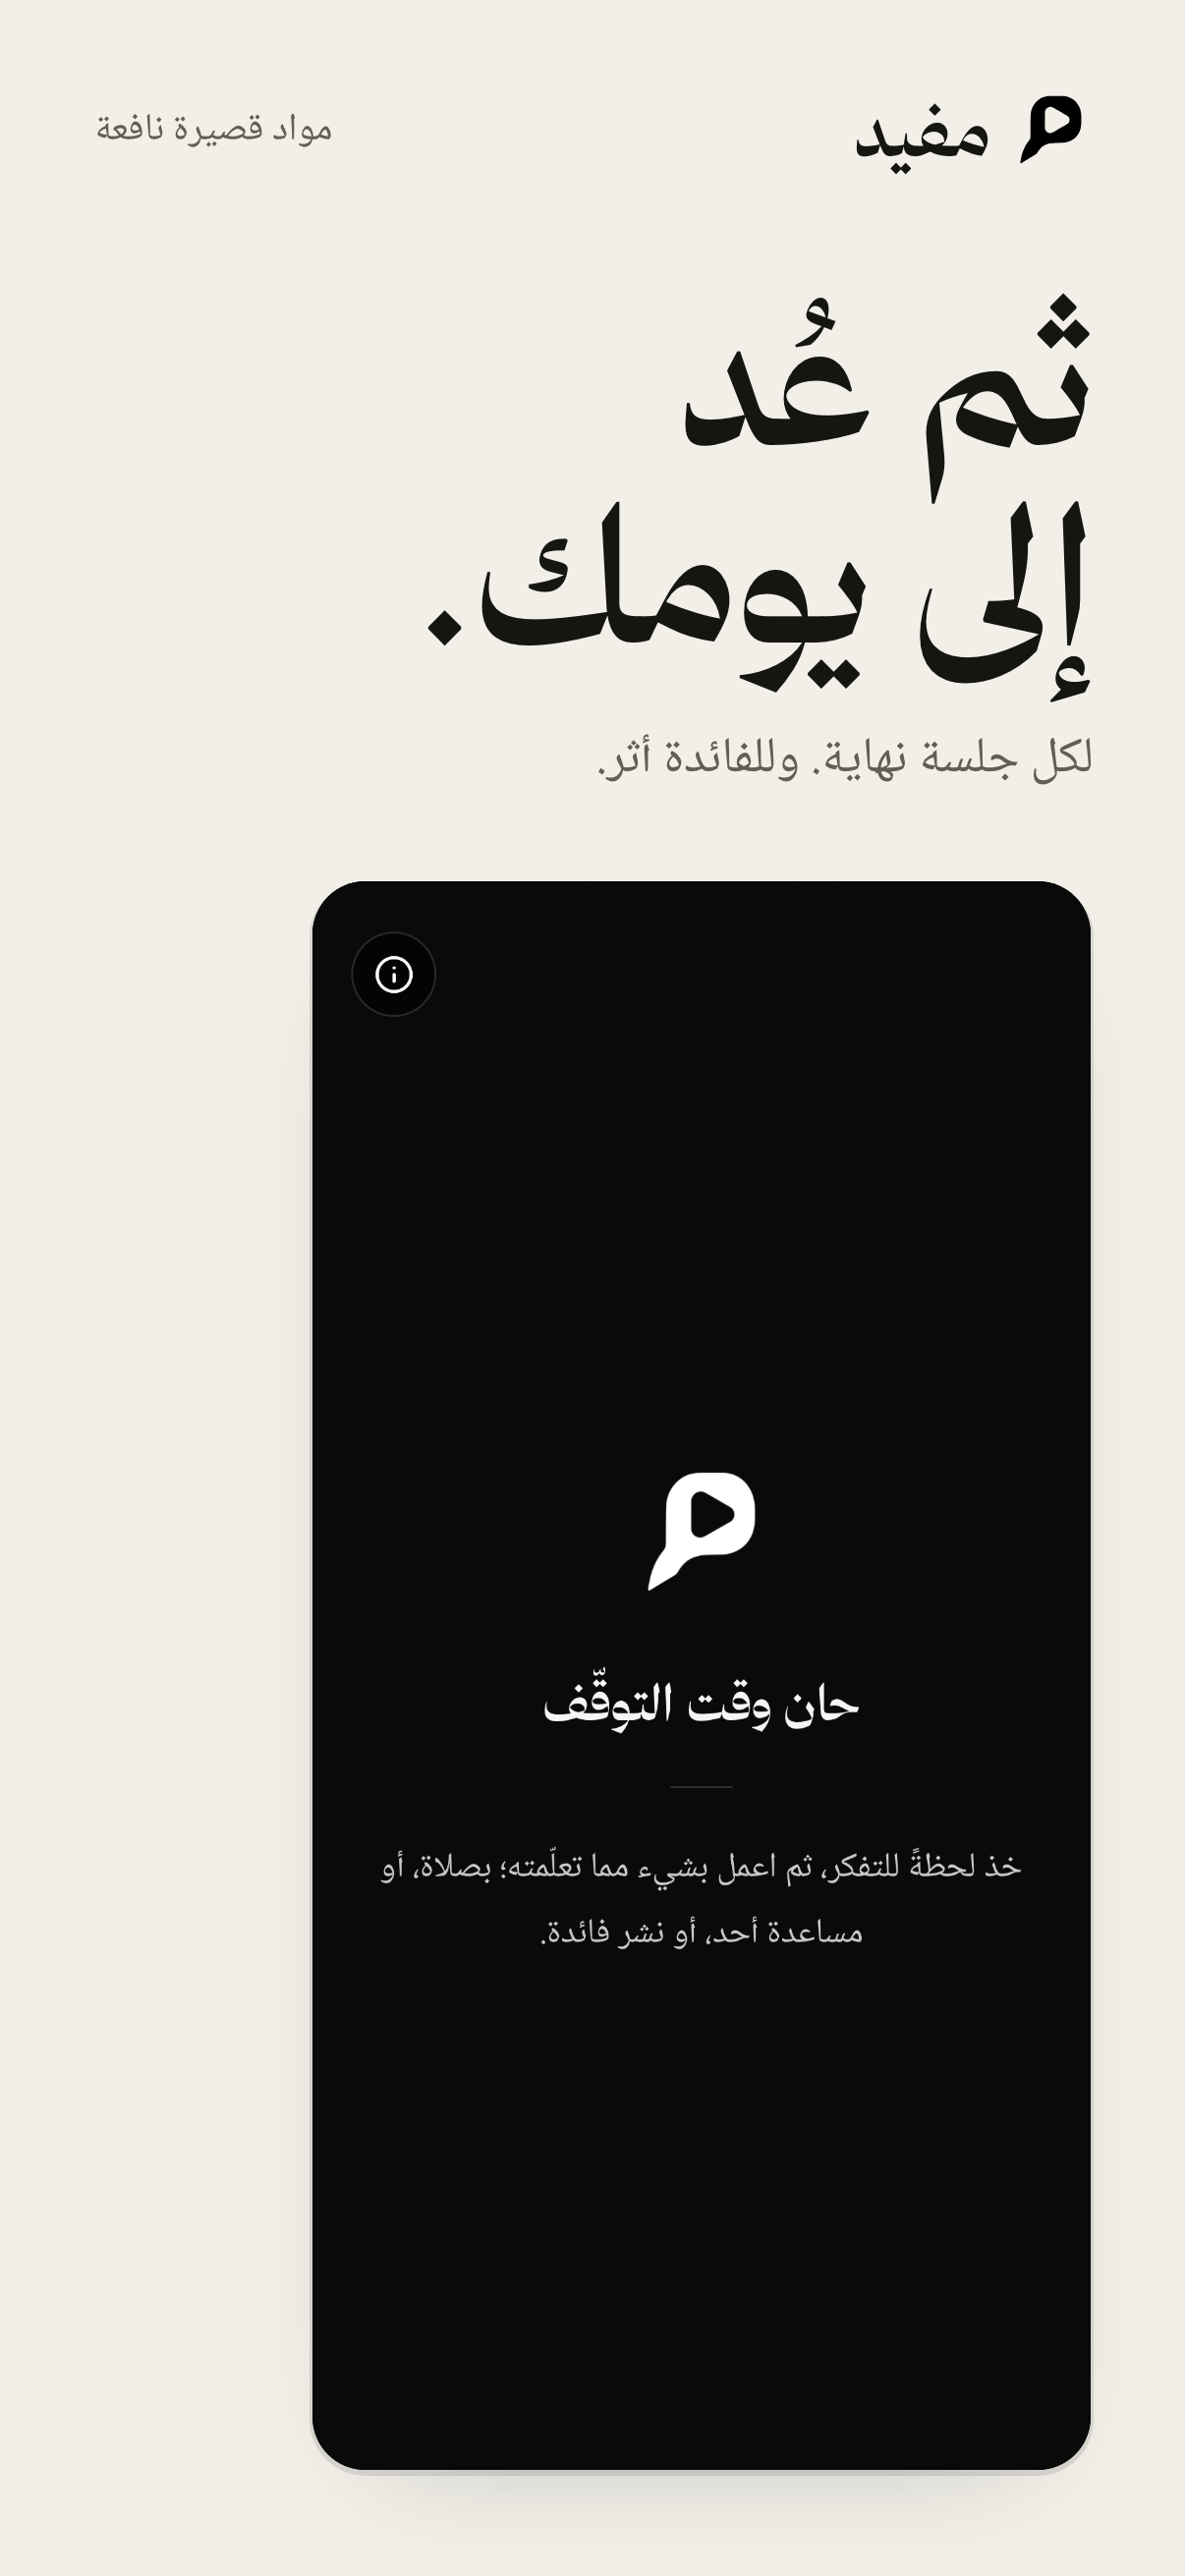 مفيد
مواد قصيرة نافعة
ثم عُد
إلى يومك.
لكل جلسة نهاية. وللفائدة أثر.
حان وقت التوقّف
خذ لحظةً للتفكر، ثم اعمل بشيء مما تعلّمته؛ بصلاة، أو
مساعدة أحد، أو نشر فائدة.